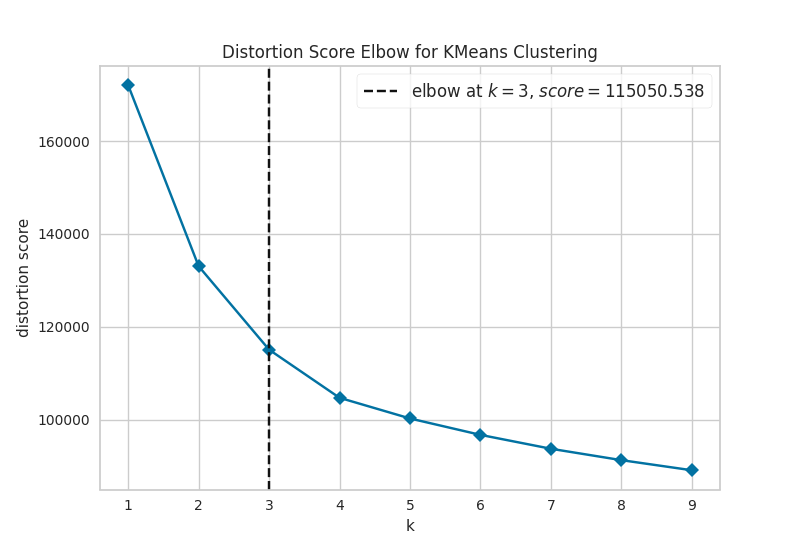 Distortion Score Elbow for KMeans Clustering
elbow at k = 3, score = 115050.538
160000
140000
120000
100000
distortion score
1 2 3 4 5 6 7 8 9
k